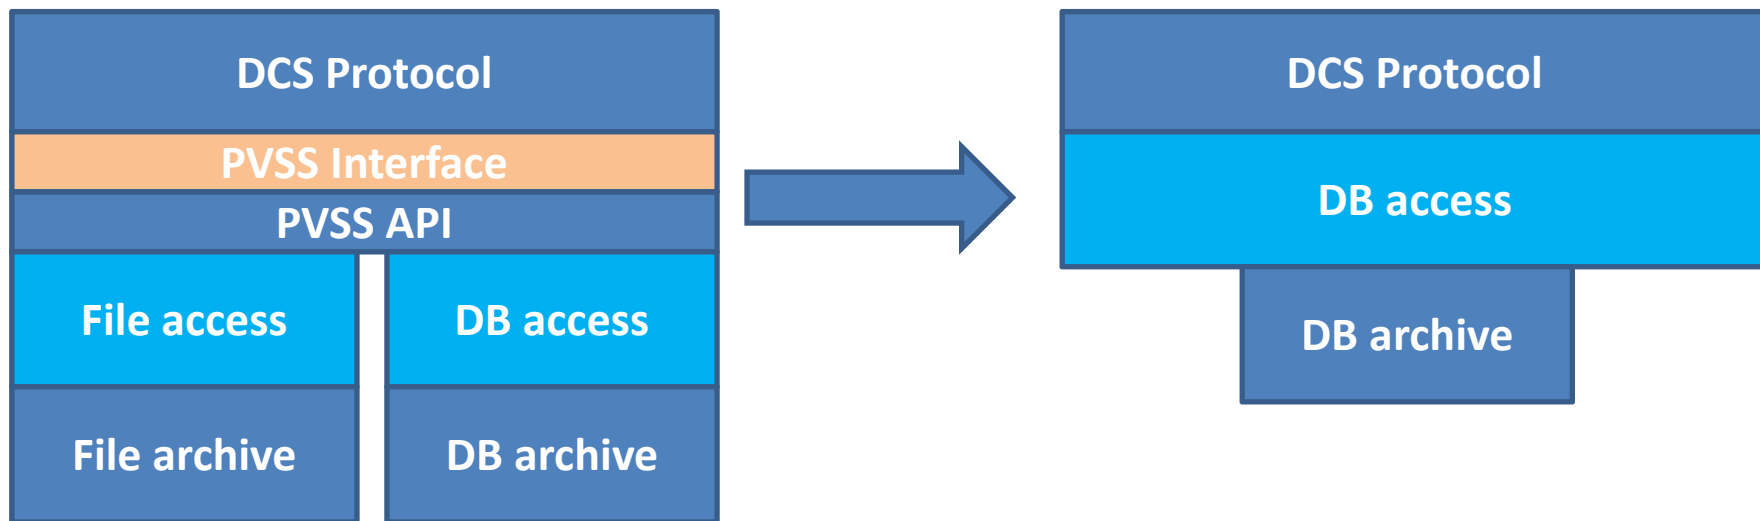 DCS Protocol
PVSS Interface
PVSS API
File access
DB access
File archive
DB archive
DCS Protocol
DB access
DB archive